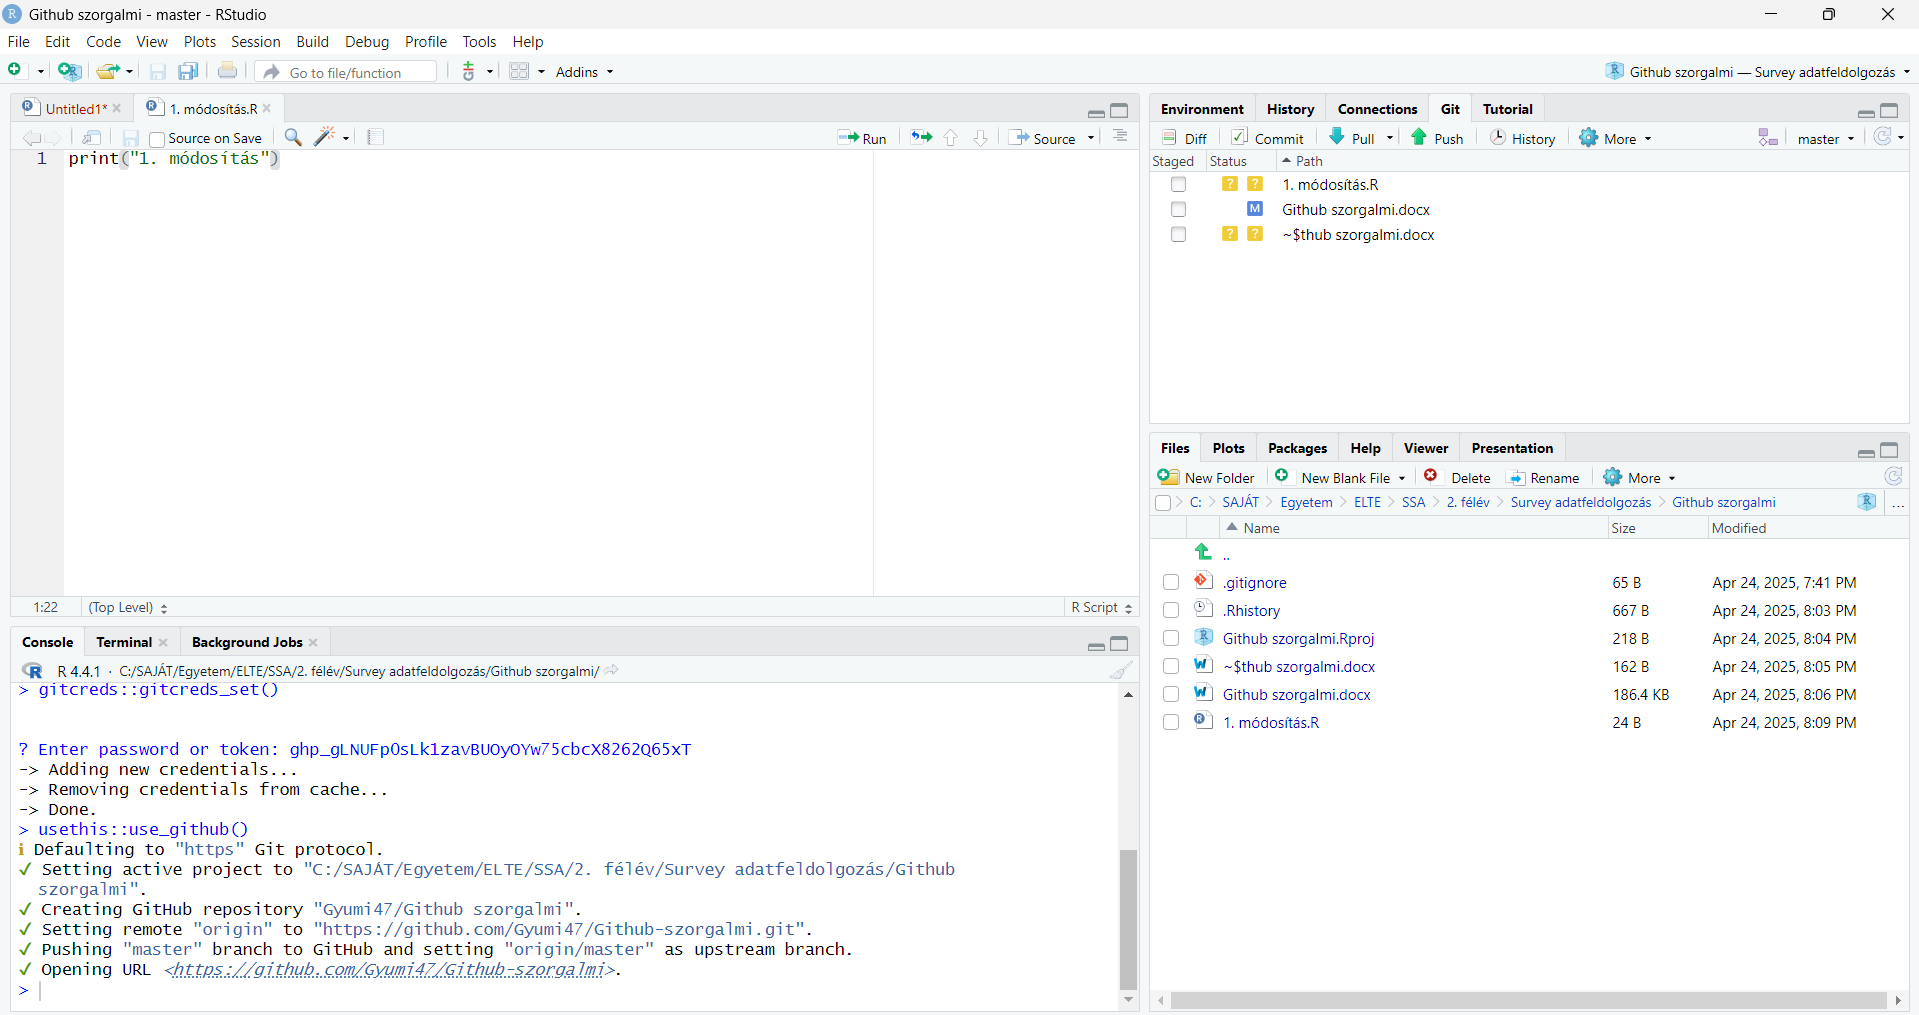 Github szorgalmi - master - RStudio
File Edit Code View Plots Session Build Debug Profile Tools Help
Go to file/function Addins Github szorgalmi — Survey adatfeldolgozás
Untitled1* 1. módosítás.R
Source on Save Run Source
1 print("1. módosítás")
1:22 (Top Level) R Script
Console Terminal Background Jobs
R 4.4.1 · C:/SAJÁT/Egyetem/ELTE/SSA/2. félév/Survey adatfeldolgozás/Github szorgalmi/
> gitcreds::gitcreds_set()
? Enter password or token: ghp_gLNUFpOsLk1zavBUOyOYw75cbcX8262Q65xT
-> Adding new credentials...
-> Removing credentials from cache...
-> Done.
> usethis::use_github()
i Defaulting to "https" Git protocol.
✓ Setting active project to "C:/SAJÁT/Egyetem/ELTE/SSA/2. félév/Survey adatfeldolgozás/Github
szorgalmi".
✓ Creating GitHub repository "Gyumi47/Github szorgalmi".
✓ Setting remote "origin" to "https://github.com/Gyumi47/Github-szorgalmi.git".
✓ Pushing "master" branch to GitHub and setting "origin/master" as upstream branch.
✓ Opening URL <https://github.com/Gyumi47/Github-szorgalmi>.
>
Environment History Connections Git Tutorial
Diff Commit Pull Push History More master
Staged Status Path
? ? 1. módosítás.R
M Github szorgalmi.docx
? ? ~$thub szorgalmi.docx
Files Plots Packages Help Viewer Presentation
New Folder New Blank File Delete Rename More
C: SAJÁT Egyetem ELTE SSA 2. félév Survey adatfeldolgozás Github szorgalmi ...
Name Size Modified
..
.gitignore 65 B Apr 24, 2025, 7:41 PM
.Rhistory 667 B Apr 24, 2025, 8:03 PM
Github szorgalmi.Rproj 218 B Apr 24, 2025, 8:04 PM
~$thub szorgalmi.docx 162 B Apr 24, 2025, 8:05 PM
Github szorgalmi.docx 186.4 KB Apr 24, 2025, 8:06 PM
1. módosítás.R 24 B Apr 24, 2025, 8:09 PM